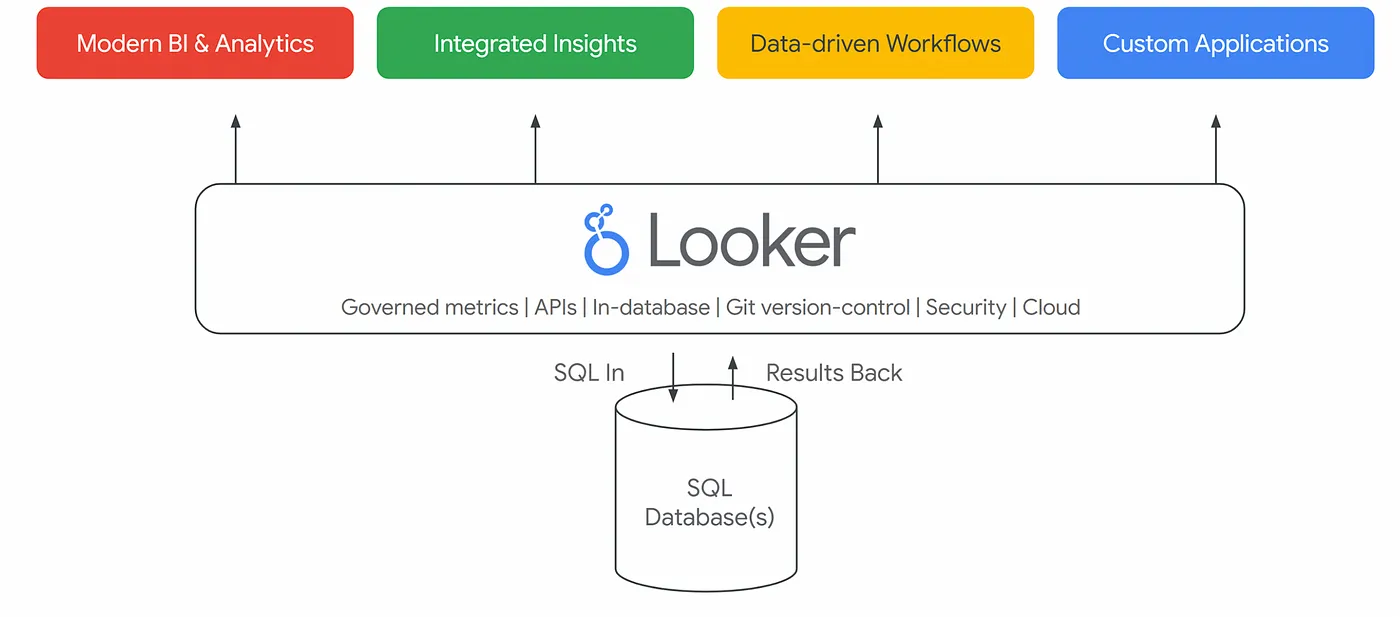 Modern BI & Analytics
Integrated Insights
Data-driven Workflows
Custom Applications
Looker
Governed metrics | APIs | In-database | Git version-control | Security | Cloud
SQL In
Results Back
SQL
Database(s)